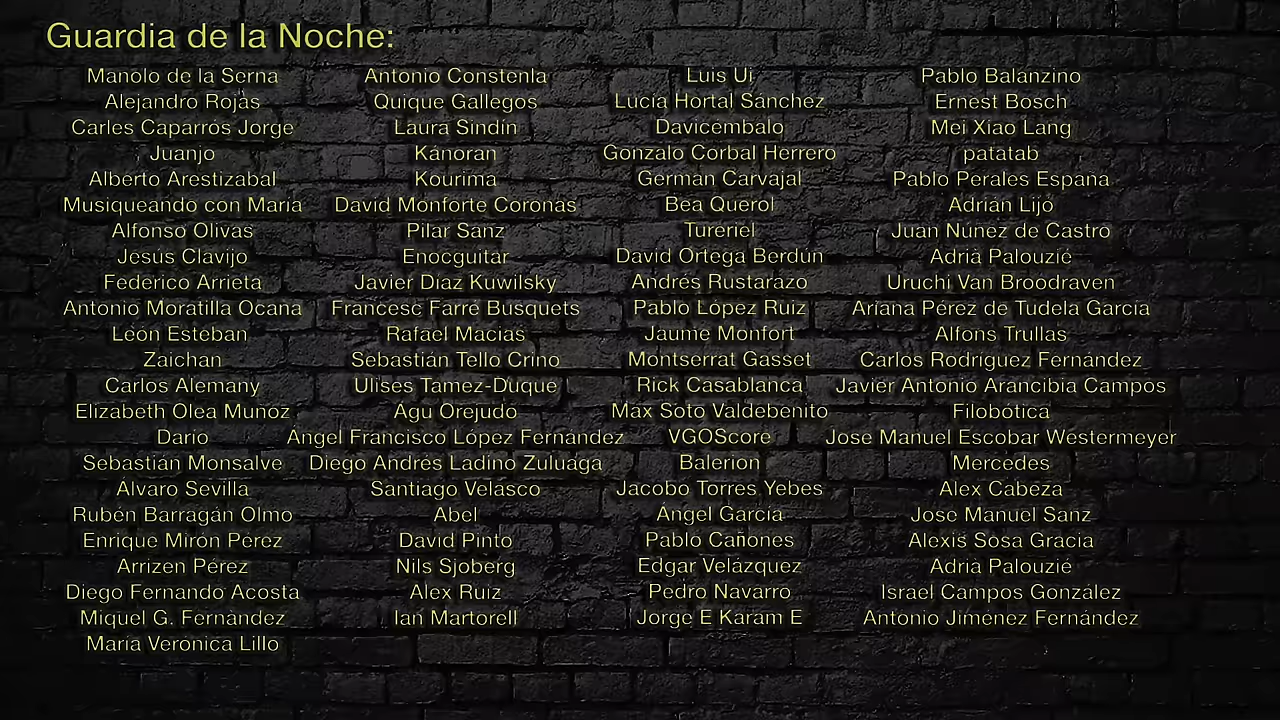 Guardia de la Noche:
Manolo de la Serna
Alejandro Rojas
Carles Caparrós Jorge
Juanjo
Alberto Arestizabal
Musiqueando con María
Alfonso Olivas
Jesús Clavijo
Federico Arrieta
Antonio Moratilla Ocaña
León Esteban
Zaichan
Carlos Alemany
Elizabeth Olea Muñoz
Darío
Sebastián Monsalve
Álvaro Sevilla
Rubén Barragán Olmo
Enrique Mirón Pérez
Arrizen Pérez
Diego Fernando Acosta
Miquel G. Fernàndez
María Verónica Lillo
Antonio Constenla
Quique Gallegos
Laura Sindín
Kánoran
Kourima
David Monforte Coronas
Pilar Sanz
Enocguitar
Javier Díaz Kuwilsky
Francesc Farré Busquets
Rafael Macías
Sebastián Tello Crino
Ulises Tamez-Duque
Agu Orejudo
Ángel Francisco López Fernández
Diego Andrés Ladino Zuluaga
Santiago Velasco
Abel
David Pinto
Nils Sjoberg
Alex Ruiz
Ian Martorell
Luis Ui
Lucía Hortal Sánchez
Davicémbalo
Gonzalo Corbal Herrero
Germán Carvajal
Bea Querol
Tureriel
David Ortega Berdún
Andrés Rustarazo
Pablo López Ruiz
Jaume Monfort
Montserrat Gasset
Rick Casablanca
Max Soto Valdebenito
VGOScore
Balerion
Jacobo Torres Yebes
Ángel García
Pablo Cañones
Edgar Velázquez
Pedro Navarro
Jorge E Karam E
Pablo Balanzino
Ernest Bosch
Mei Xiao Lang
patatab
Pablo Perales España
Adrián Lijó
Juan Núñez de Castro
Adrià Palouzié
Uruchi Van Broodraven
Ariana Pérez de Tudela García
Alfons Trullas
Carlos Rodríguez Fernández
Javier Antonio Arancibia Campos
Filobótica
José Manuel Escobar Westermeyer
Mercedes
Alex Cabeza
José Manuel Sanz
Alexis Sosa Gracia
Adrià Palouzié
Israel Campos González
Antonio Jiménez Fernández